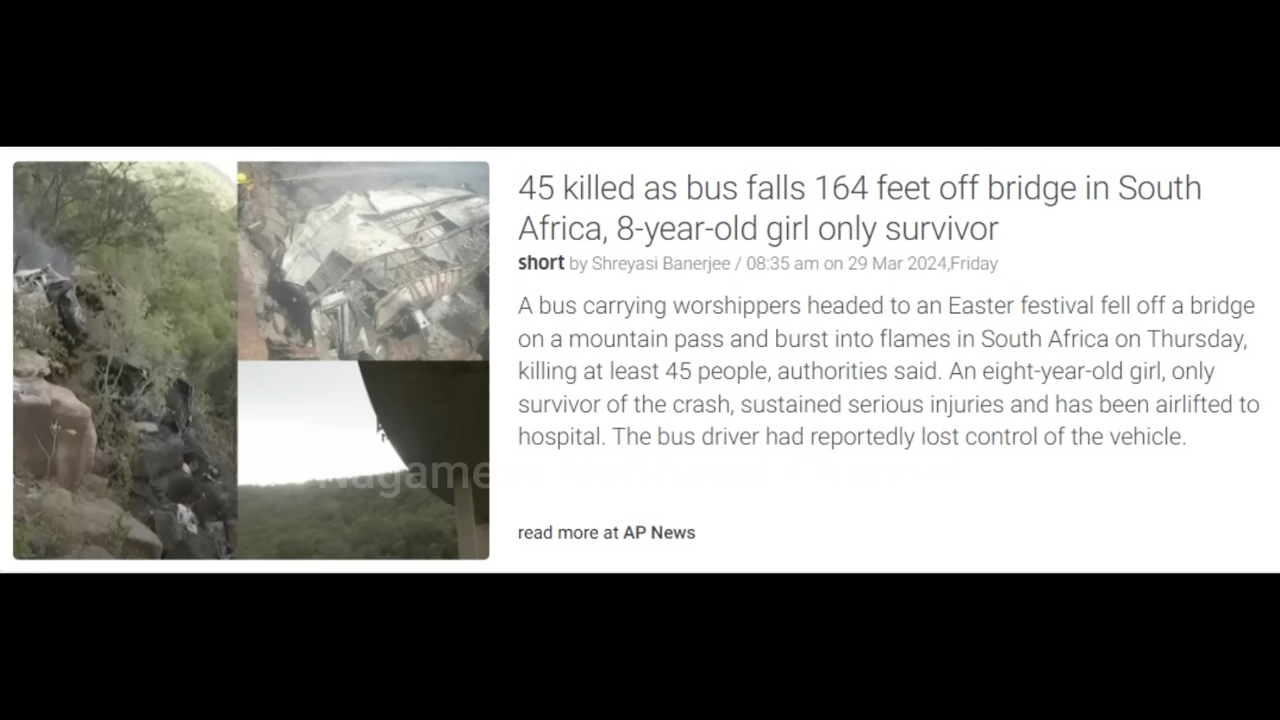 45 killed as bus falls 164 feet off bridge in South
Africa, 8-year-old girl only survivor
short by Shreyasi Banerjee / 08:35 am on 29 Mar 2024,Friday
A bus carrying worshippers headed to an Easter festival fell off a bridge
on a mountain pass and burst into flames in South Africa on Thursday,
killing at least 45 people, authorities said. An eight-year-old girl, only
survivor of the crash, sustained serious injuries and has been airlifted to
hospital. The bus driver had reportedly lost control of the vehicle.
Channel
read more at AP News